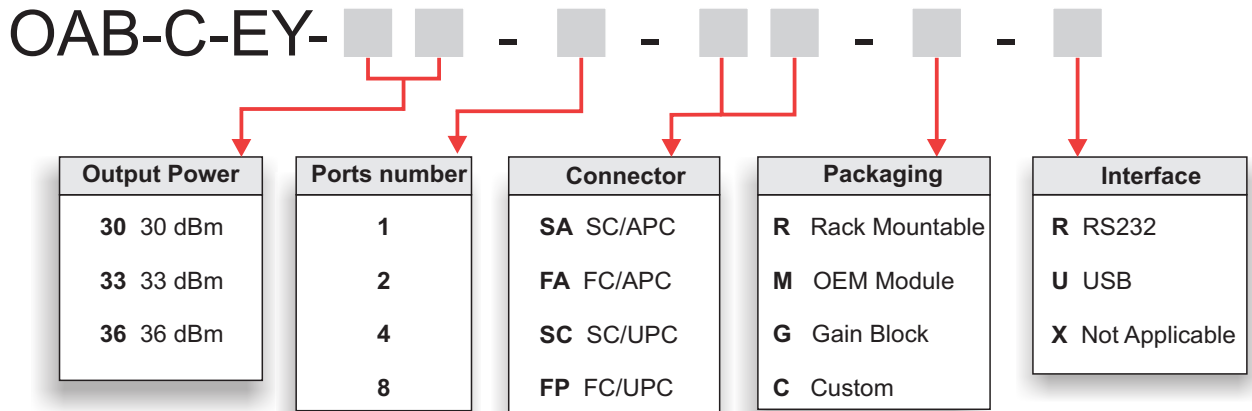 OAB-C-EY- - - - -
Output Power
30 30 dBm
33 33 dBm
36 36 dBm
Ports number
1
2
4
8
Connector
SA SC/APC
FA FC/APC
SC SC/UPC
FP FC/UPC
Packaging
R Rack Mountable
M OEM Module
G Gain Block
C Custom
Interface
R RS232
U USB
X Not Applicable